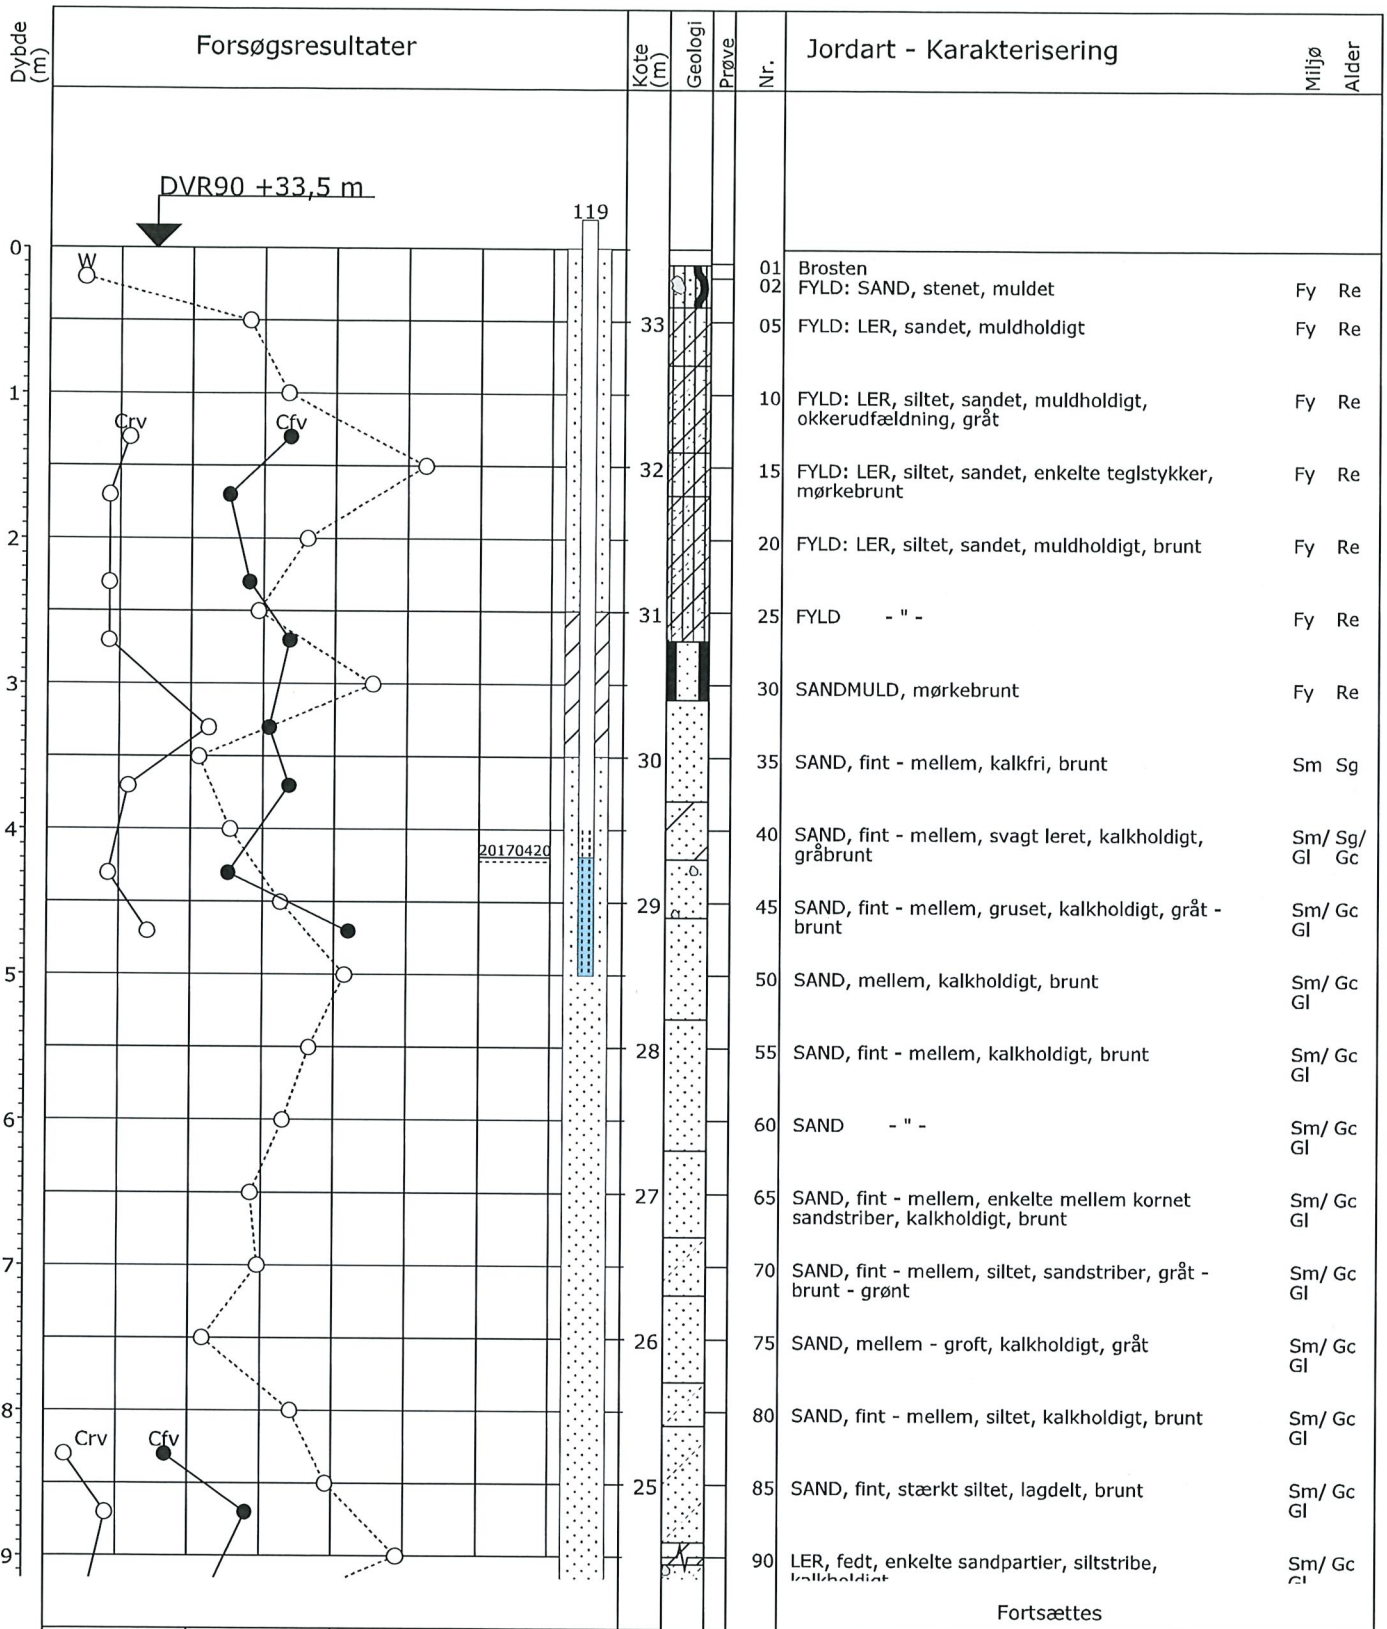 Dybde (m)
Forsøgsresultater
Kote (m)
Geologi
Prøve
Nr.
Jordart - Karakterisering
Miljø
Alder
DVR90 +33,5 m
119
0
W
01 Brosten
02 FYLD: SAND, stenet, muldet Fy Re
33 05 FYLD: LER, sandet, muldholdigt Fy Re
1
10 FYLD: LER, siltet, sandet, muldholdigt, Fy Re
okkerudfældning, gråt
Crv Cfv
32 15 FYLD: LER, siltet, sandet, enkelte teglstykker, Fy Re
mørkebrunt
2
20 FYLD: LER, siltet, sandet, muldholdigt, brunt Fy Re
31 25 FYLD - " - Fy Re
3
30 SANDMULD, mørkebrunt Fy Re
30 35 SAND, fint - mellem, kalkfri, brunt Sm Sg
4
40 SAND, fint - mellem, svagt leret, kalkholdigt, Sm/ Sg/
gråbrunt Gl Gc
20170420
29 45 SAND, fint - mellem, gruset, kalkholdigt, gråt - Sm/ Gc
brunt Gl
5
50 SAND, mellem, kalkholdigt, brunt Sm/ Gc
Gl
28 55 SAND, fint - mellem, kalkholdigt, brunt Sm/ Gc
Gl
6
60 SAND - " - Sm/ Gc
Gl
27 65 SAND, fint - mellem, enkelte mellem kornet Sm/ Gc
sandstriber, kalkholdigt, brunt Gl
7
70 SAND, fint - mellem, siltet, sandstriber, gråt - Sm/ Gc
brunt - grønt Gl
26 75 SAND, mellem - groft, kalkholdigt, gråt Sm/ Gc
Gl
8
80 SAND, fint - mellem, siltet, kalkholdigt, brunt Sm/ Gc
Gl
Crv Cfv
25 85 SAND, fint, stærkt siltet, lagdelt, brunt Sm/ Gc
Gl
9
90 LER, fedt, enkelte sandpartier, siltstribe, Sm/ Gc
kalkholdigt Gl
Fortsættes